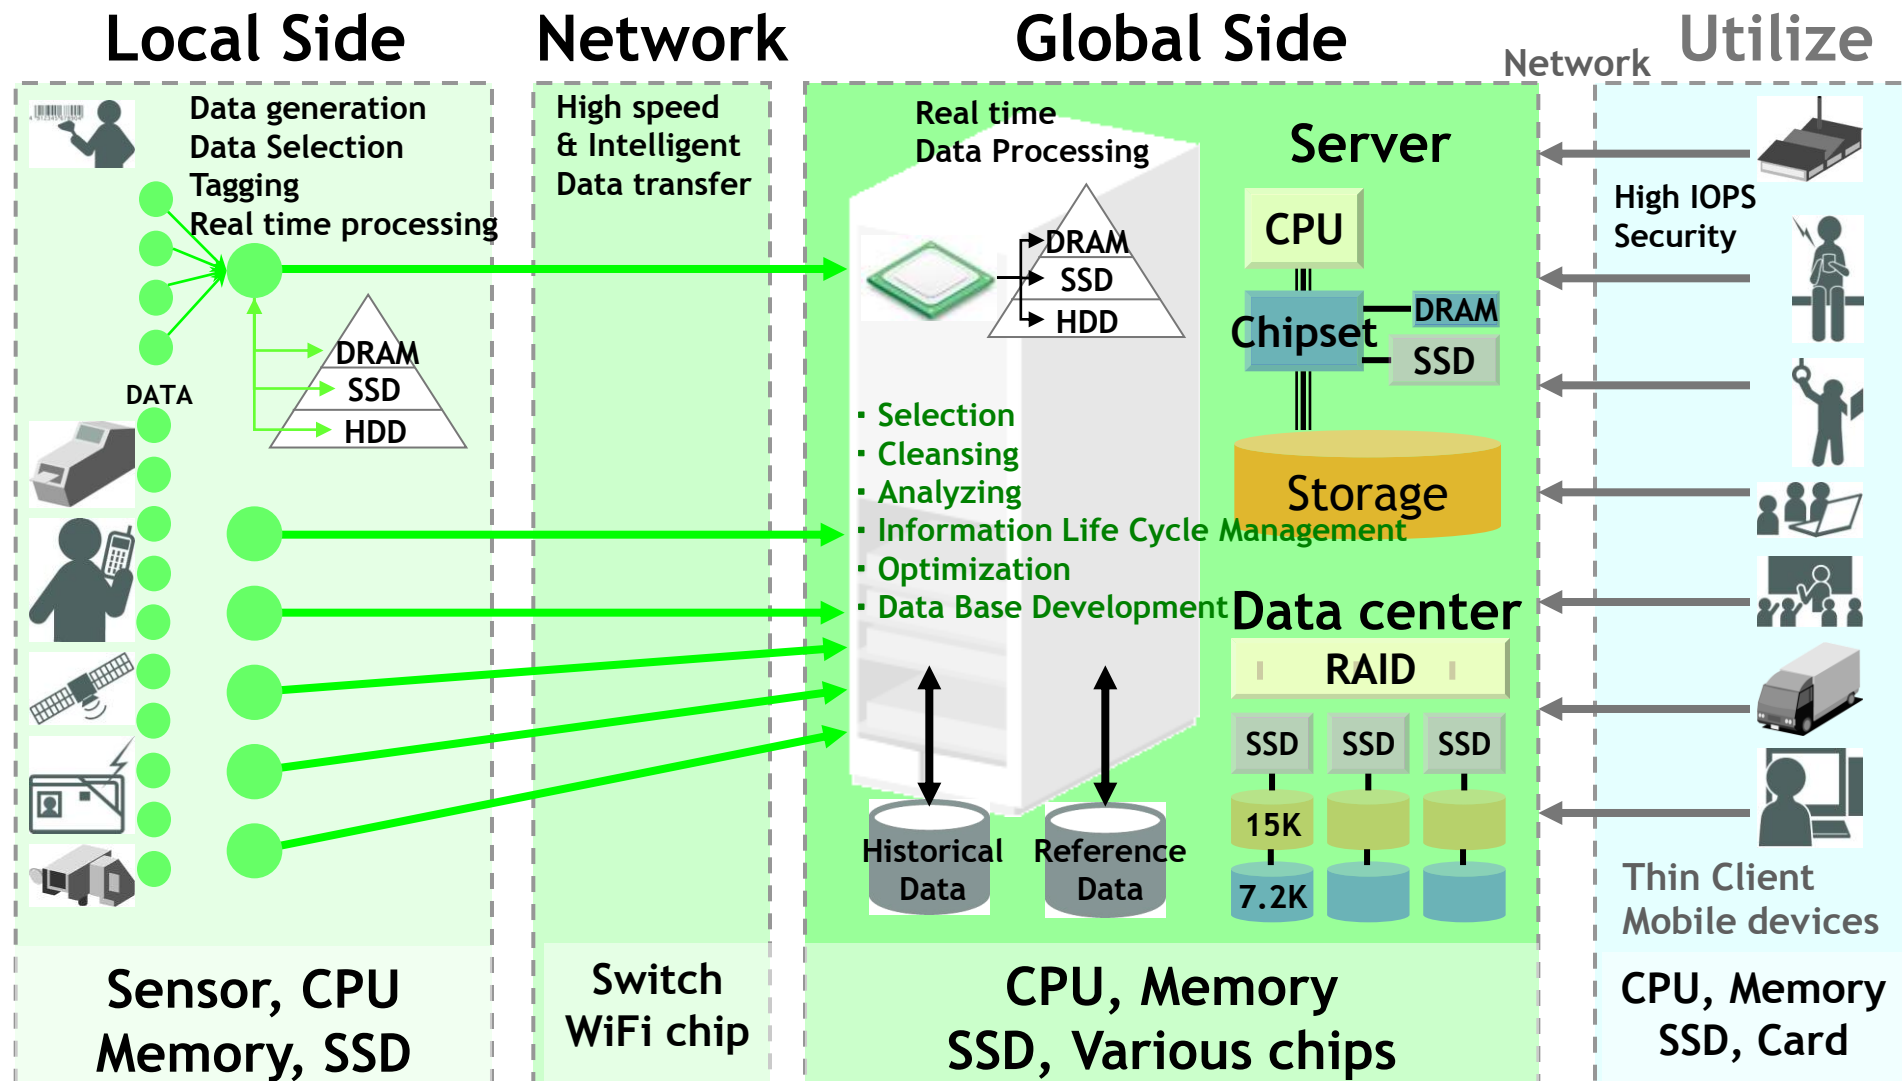 Local Side
Network
Global Side
Network
Utilize
Data generation
Data Selection
Tagging
Real time processing
DATA
DRAM
SSD
HDD
Sensor, CPU
Memory, SSD
High speed
& Intelligent
Data transfer
Switch
WiFi chip
Real time
Data Processing
DRAM
SSD
HDD
· Selection
· Cleansing
· Analyzing
· Information Life Cycle Management
· Optimization
· Data Base Development
Historical
Data
Reference
Data
Server
CPU
Chipset
DRAM
SSD
Storage
Data center
RAID
SSD
SSD
SSD
15K
7.2K
CPU, Memory
SSD, Various chips
High IOPS
Security
Thin Client
Mobile devices
CPU, Memory
SSD, Card